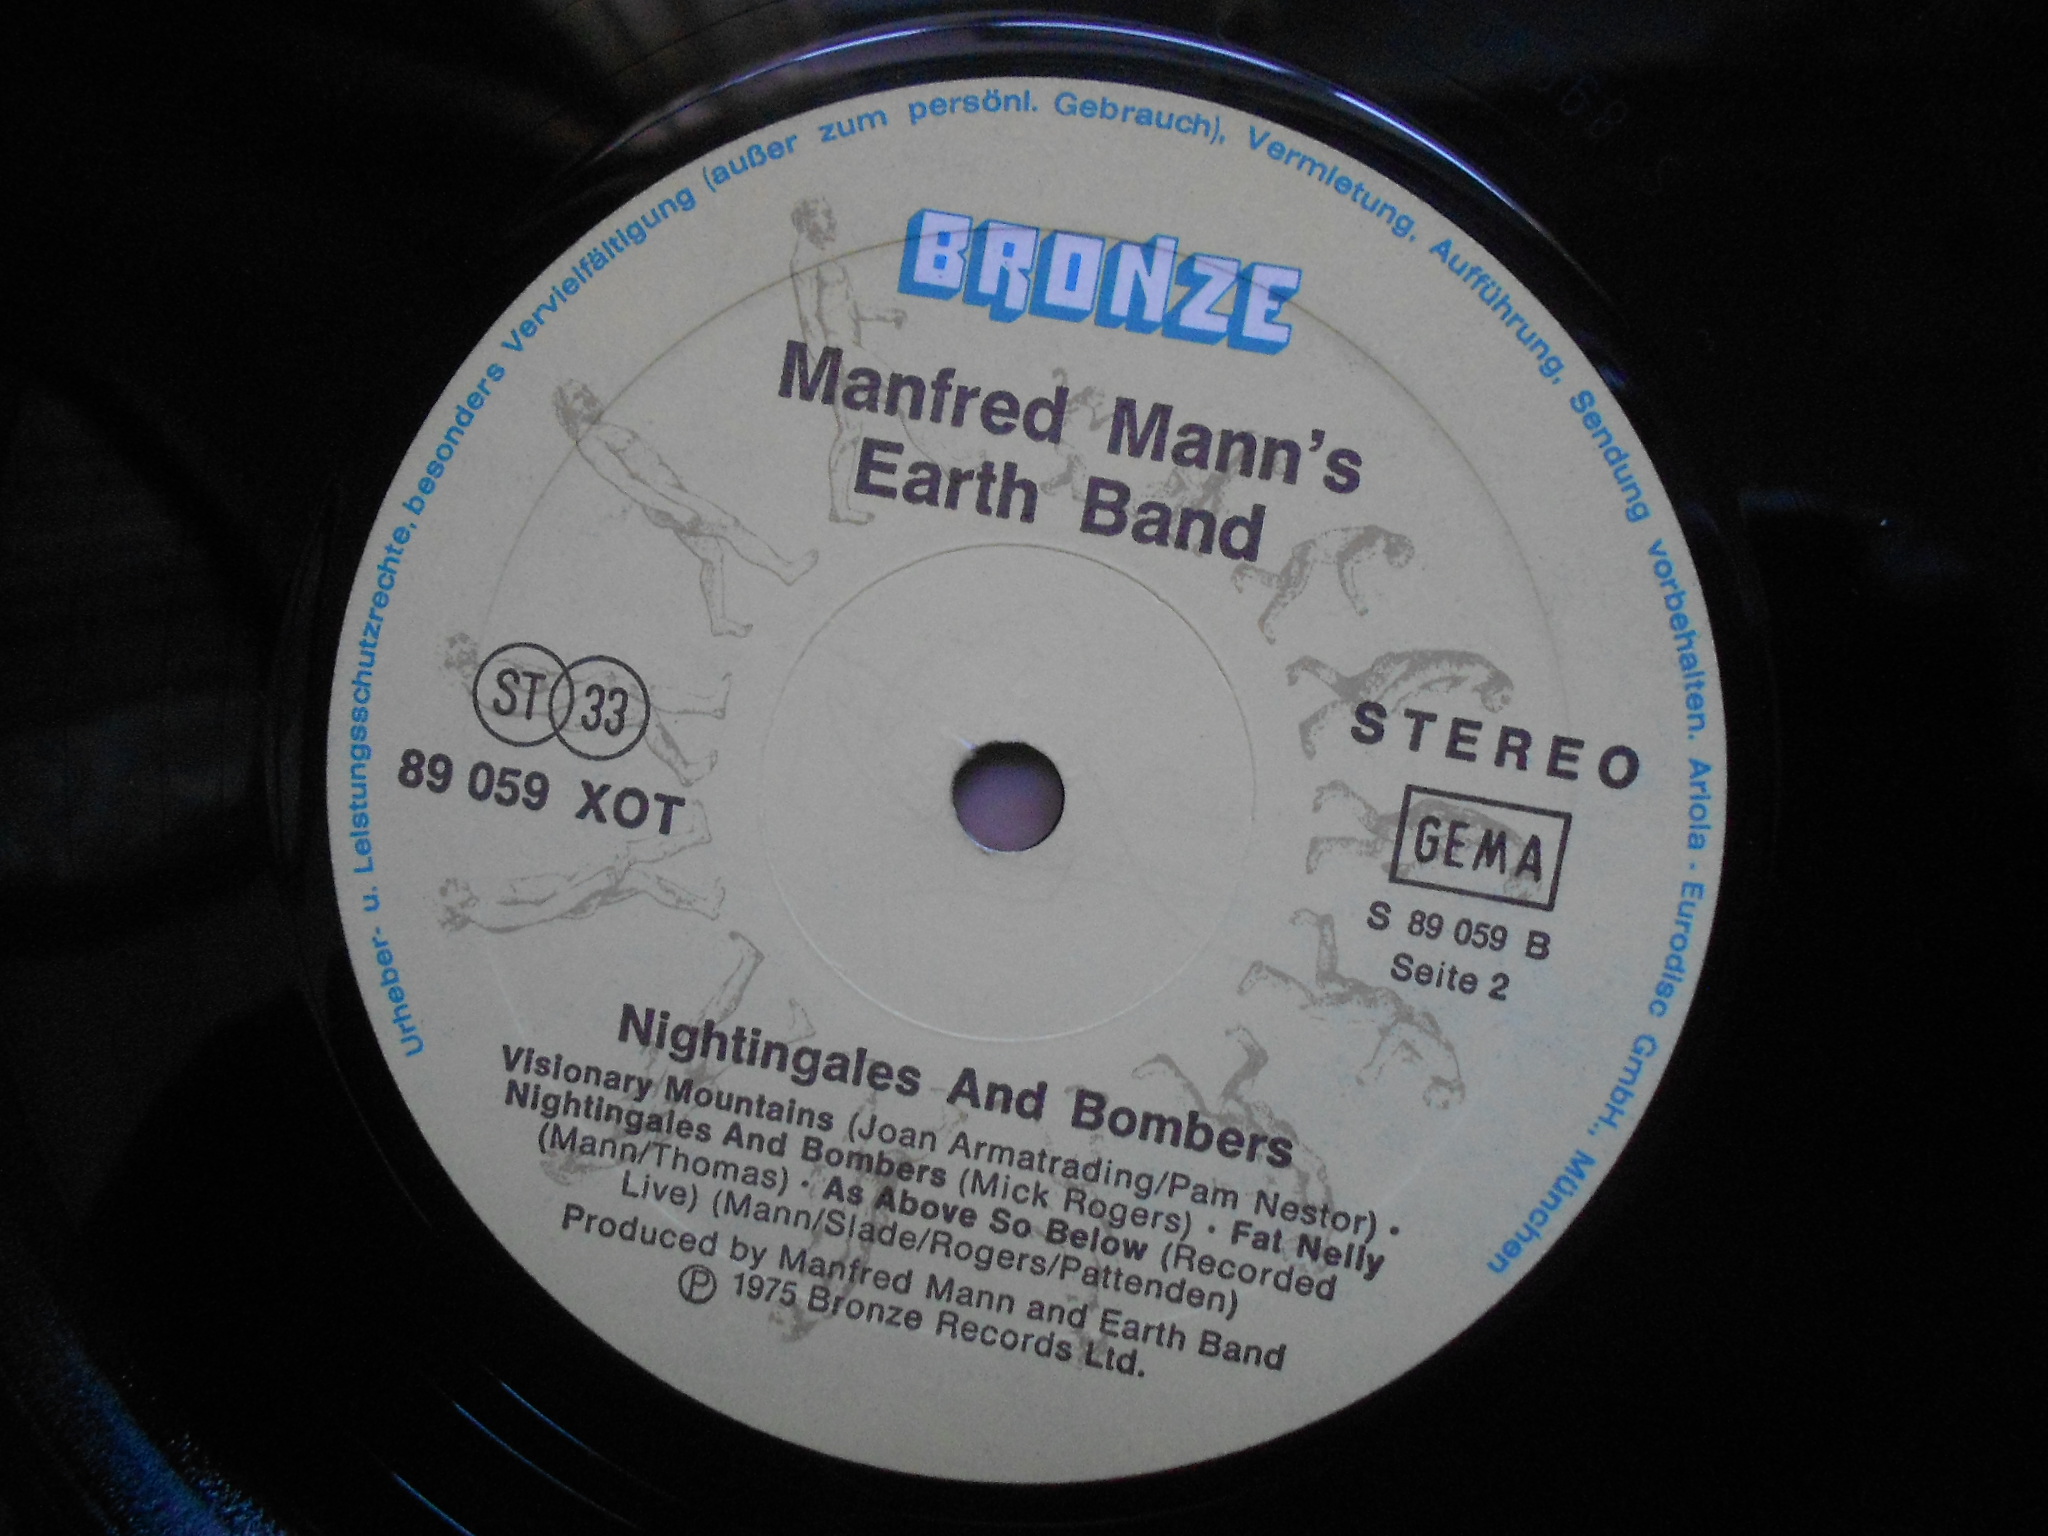 Urheber- u. Leistungsschutzrechte, besonders Vervielfältigung (außer zum persönl. Gebrauch), Vermietung, Aufführung, Sendung vorbehalten. Ariola · Eurodisc GmbH., München
BRONZE
Manfred Mann's
Earth Band
ST 33
89 059 XOT
STEREO
GEMA
S 89 059 B
Seite 2
Nightingales And Bombers
Visionary Mountains (Joan Armatrading/Pam Nestor) ·
Nightingales And Bombers (Mick Rogers) · Fat Nelly
(Mann/Thomas) · As Above So Below (Recorded
Live) (Mann/Slade/Rogers/Pattenden)
Produced by Manfred Mann and Earth Band
Ⓟ 1975 Bronze Records Ltd.